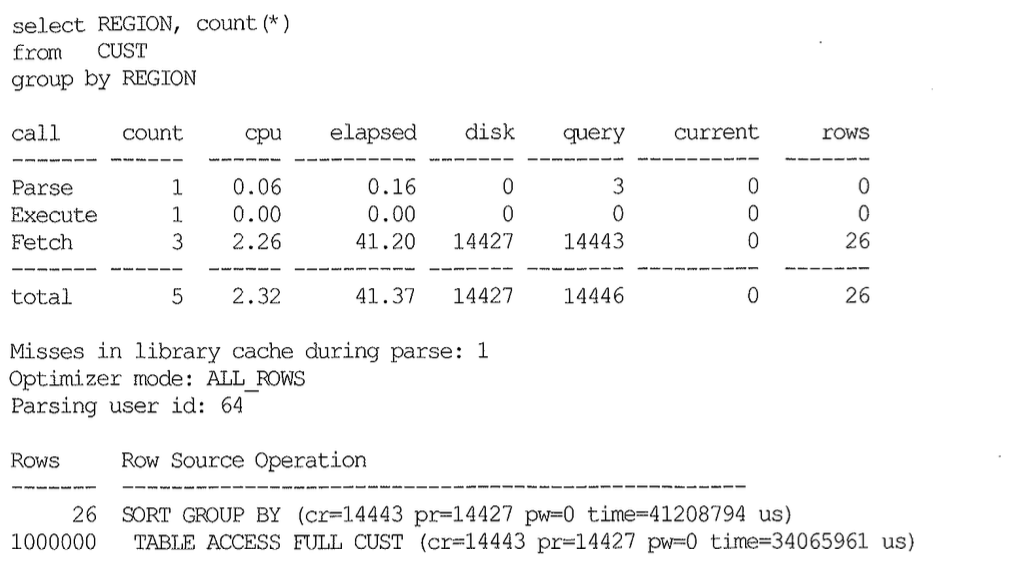 select REGION, count(*)
from CUST
group by REGION
call count cpu elapsed disk query current rows
------- ------ ------ ---------- ------- -------- ---------- -------
Parse 1 0.06 0.16 0 3 0 0
Execute 1 0.00 0.00 0 0 0 0
Fetch 3 2.26 41.20 14427 14443 0 26
------- ------ ------ ---------- ------- -------- ---------- -------
total 5 2.32 41.37 14427 14446 0 26
Misses in library cache during parse: 1
Optimizer mode: ALL_ROWS
Parsing user id: 64
Rows Row Source Operation
------- ---------------------------------------------------
26 SORT GROUP BY (cr=14443 pr=14427 pw=0 time=41208794 us)
1000000 TABLE ACCESS FULL CUST (cr=14443 pr=14427 pw=0 time=34065961 us)